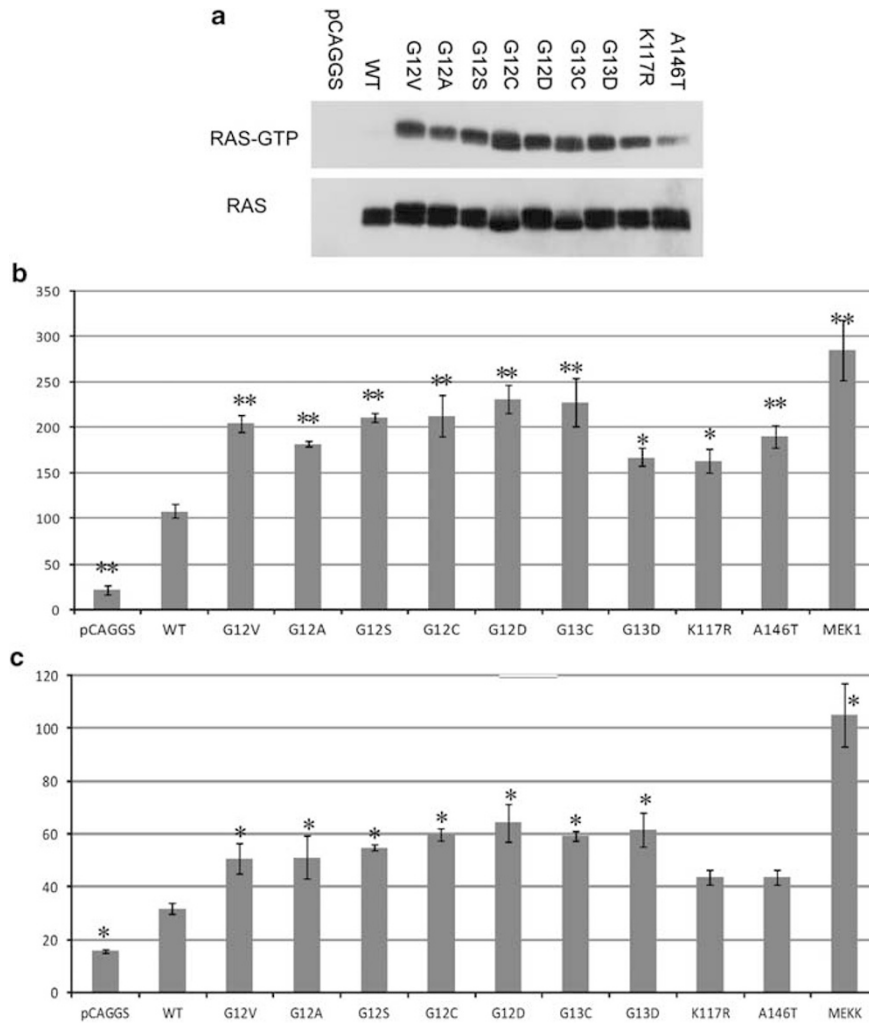 a
pCAGGS WT G12V G12A G12S G12C G12D G13C G13D K117R A146T
RAS-GTP
RAS
b
350
300
250
200
150
100
50
0
** ** ** ** ** ** ** * * ** **
pCAGGS WT G12V G12A G12S G12C G12D G13C G13D K117R A146T MEK1
c
120
100
80
60
40
20
0
* * * * * * * * *
pCAGGS WT G12V G12A G12S G12C G12D G13C G13D K117R A146T MEKK